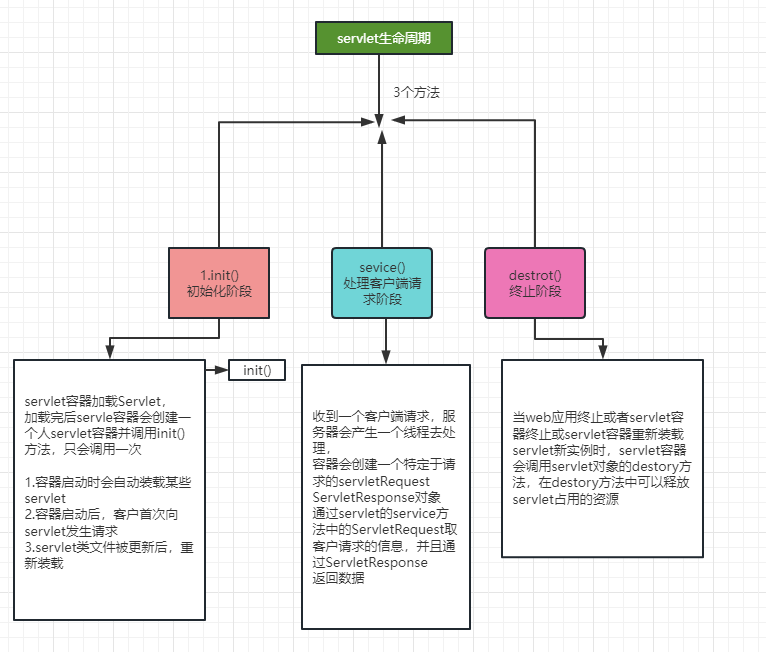 servlet生命周期
3个方法
1.init()
初始化阶段
sevice()
处理客户端请
求阶段
destrot()
终止阶段
servlet容器加载Servlet，
加载完后servle容器会创建一
个人servlet容器并调用init()
方法，只会调用一次
1.容器启动时会自动装载某些
servlet
2.容器启动后，客户首次向
servlet发生请求
3.servlet类文件被更新后，重
新装载
init()
收到一个客户端请求，服
务器会产生一个线程去处
理，
容器会创建一个特定于请
求的servletRequest
ServletResponse对象
通过servlet的service方
法中的ServletRequest取
客户请求的信息，并且通
过ServletResponse
返回数据
当web应用终止或者servlet容
器终止或servlet容器重新装载
servlet新实例时，servlet容器
会调用servlet对象的destory方
法，在destory方法中可以释放
servlet占用的资源